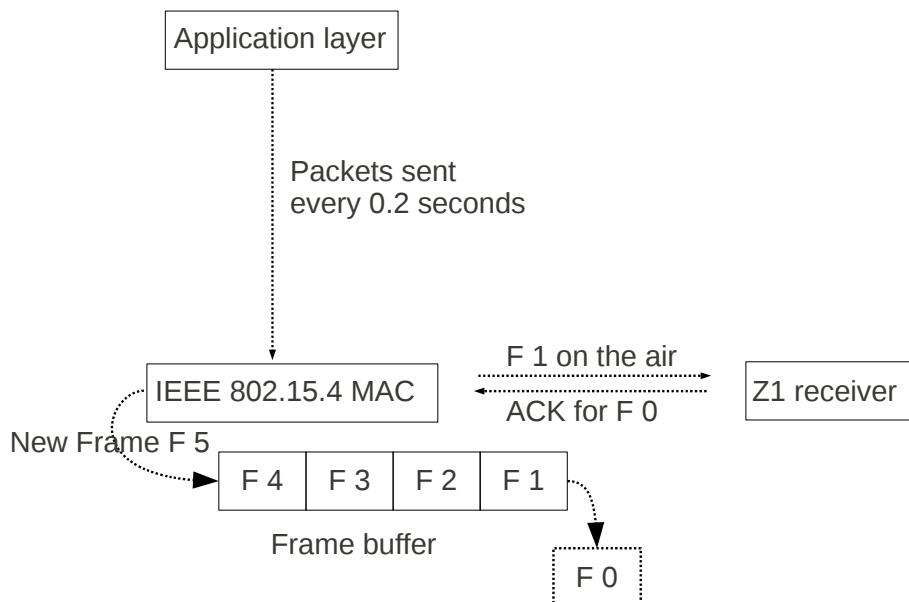 Application layer
Packets sent
every 0.2 seconds
F 1 on the air
IEEE 802.15.4 MAC
Z1 receiver
ACK for F 0
New Frame F 5
F 4 F 3 F 2 F 1
Frame buffer
F 0